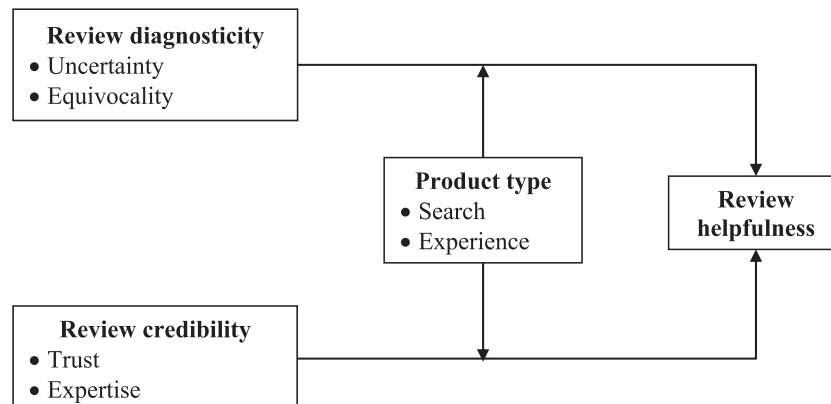 Review diagnosticity
• Uncertainty
• Equivocality
Product type
• Search
• Experience
Review
helpfulness
Review credibility
• Trust
• Expertise